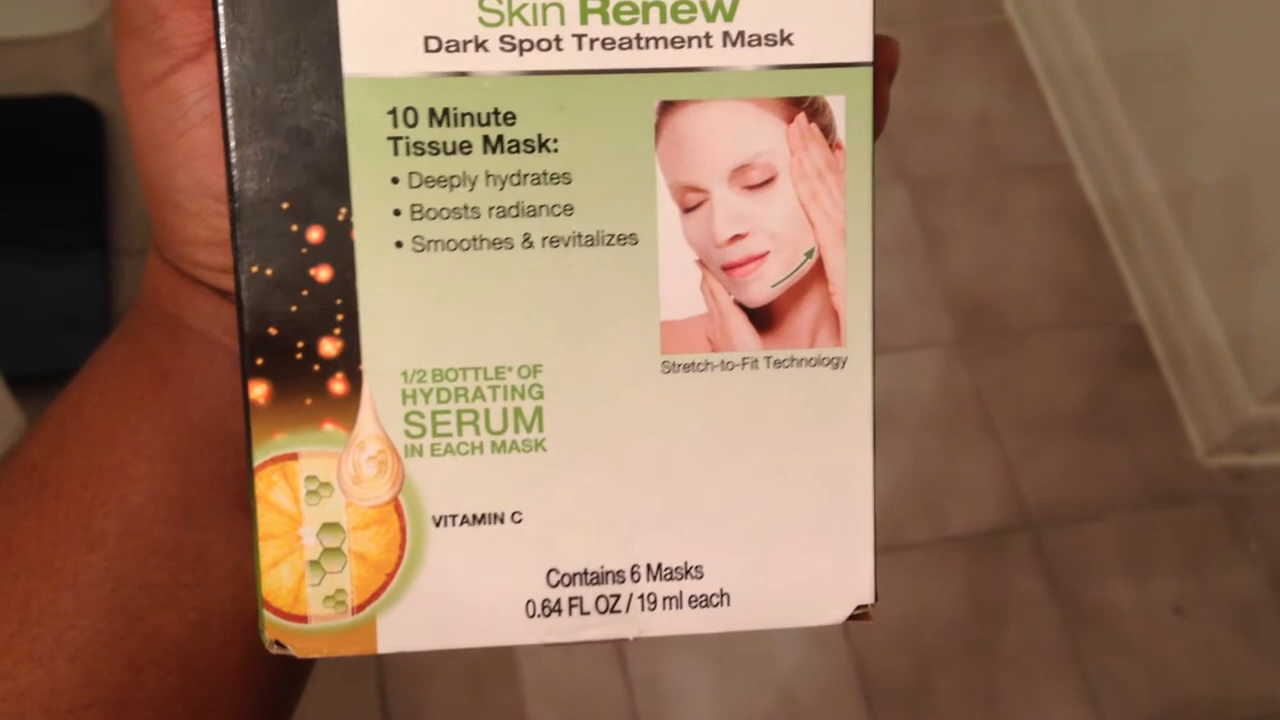 Skin Renew
Dark Spot Treatment Mask
10 Minute
Tissue Mask:
• Deeply hydrates
• Boosts radiance
• Smoothes & revitalizes
Stretch-to-Fit Technology
1/2 BOTTLE* OF
HYDRATING
SERUM
IN EACH MASK
VITAMIN C
Contains 6 Masks
0.64 FL OZ / 19 ml each